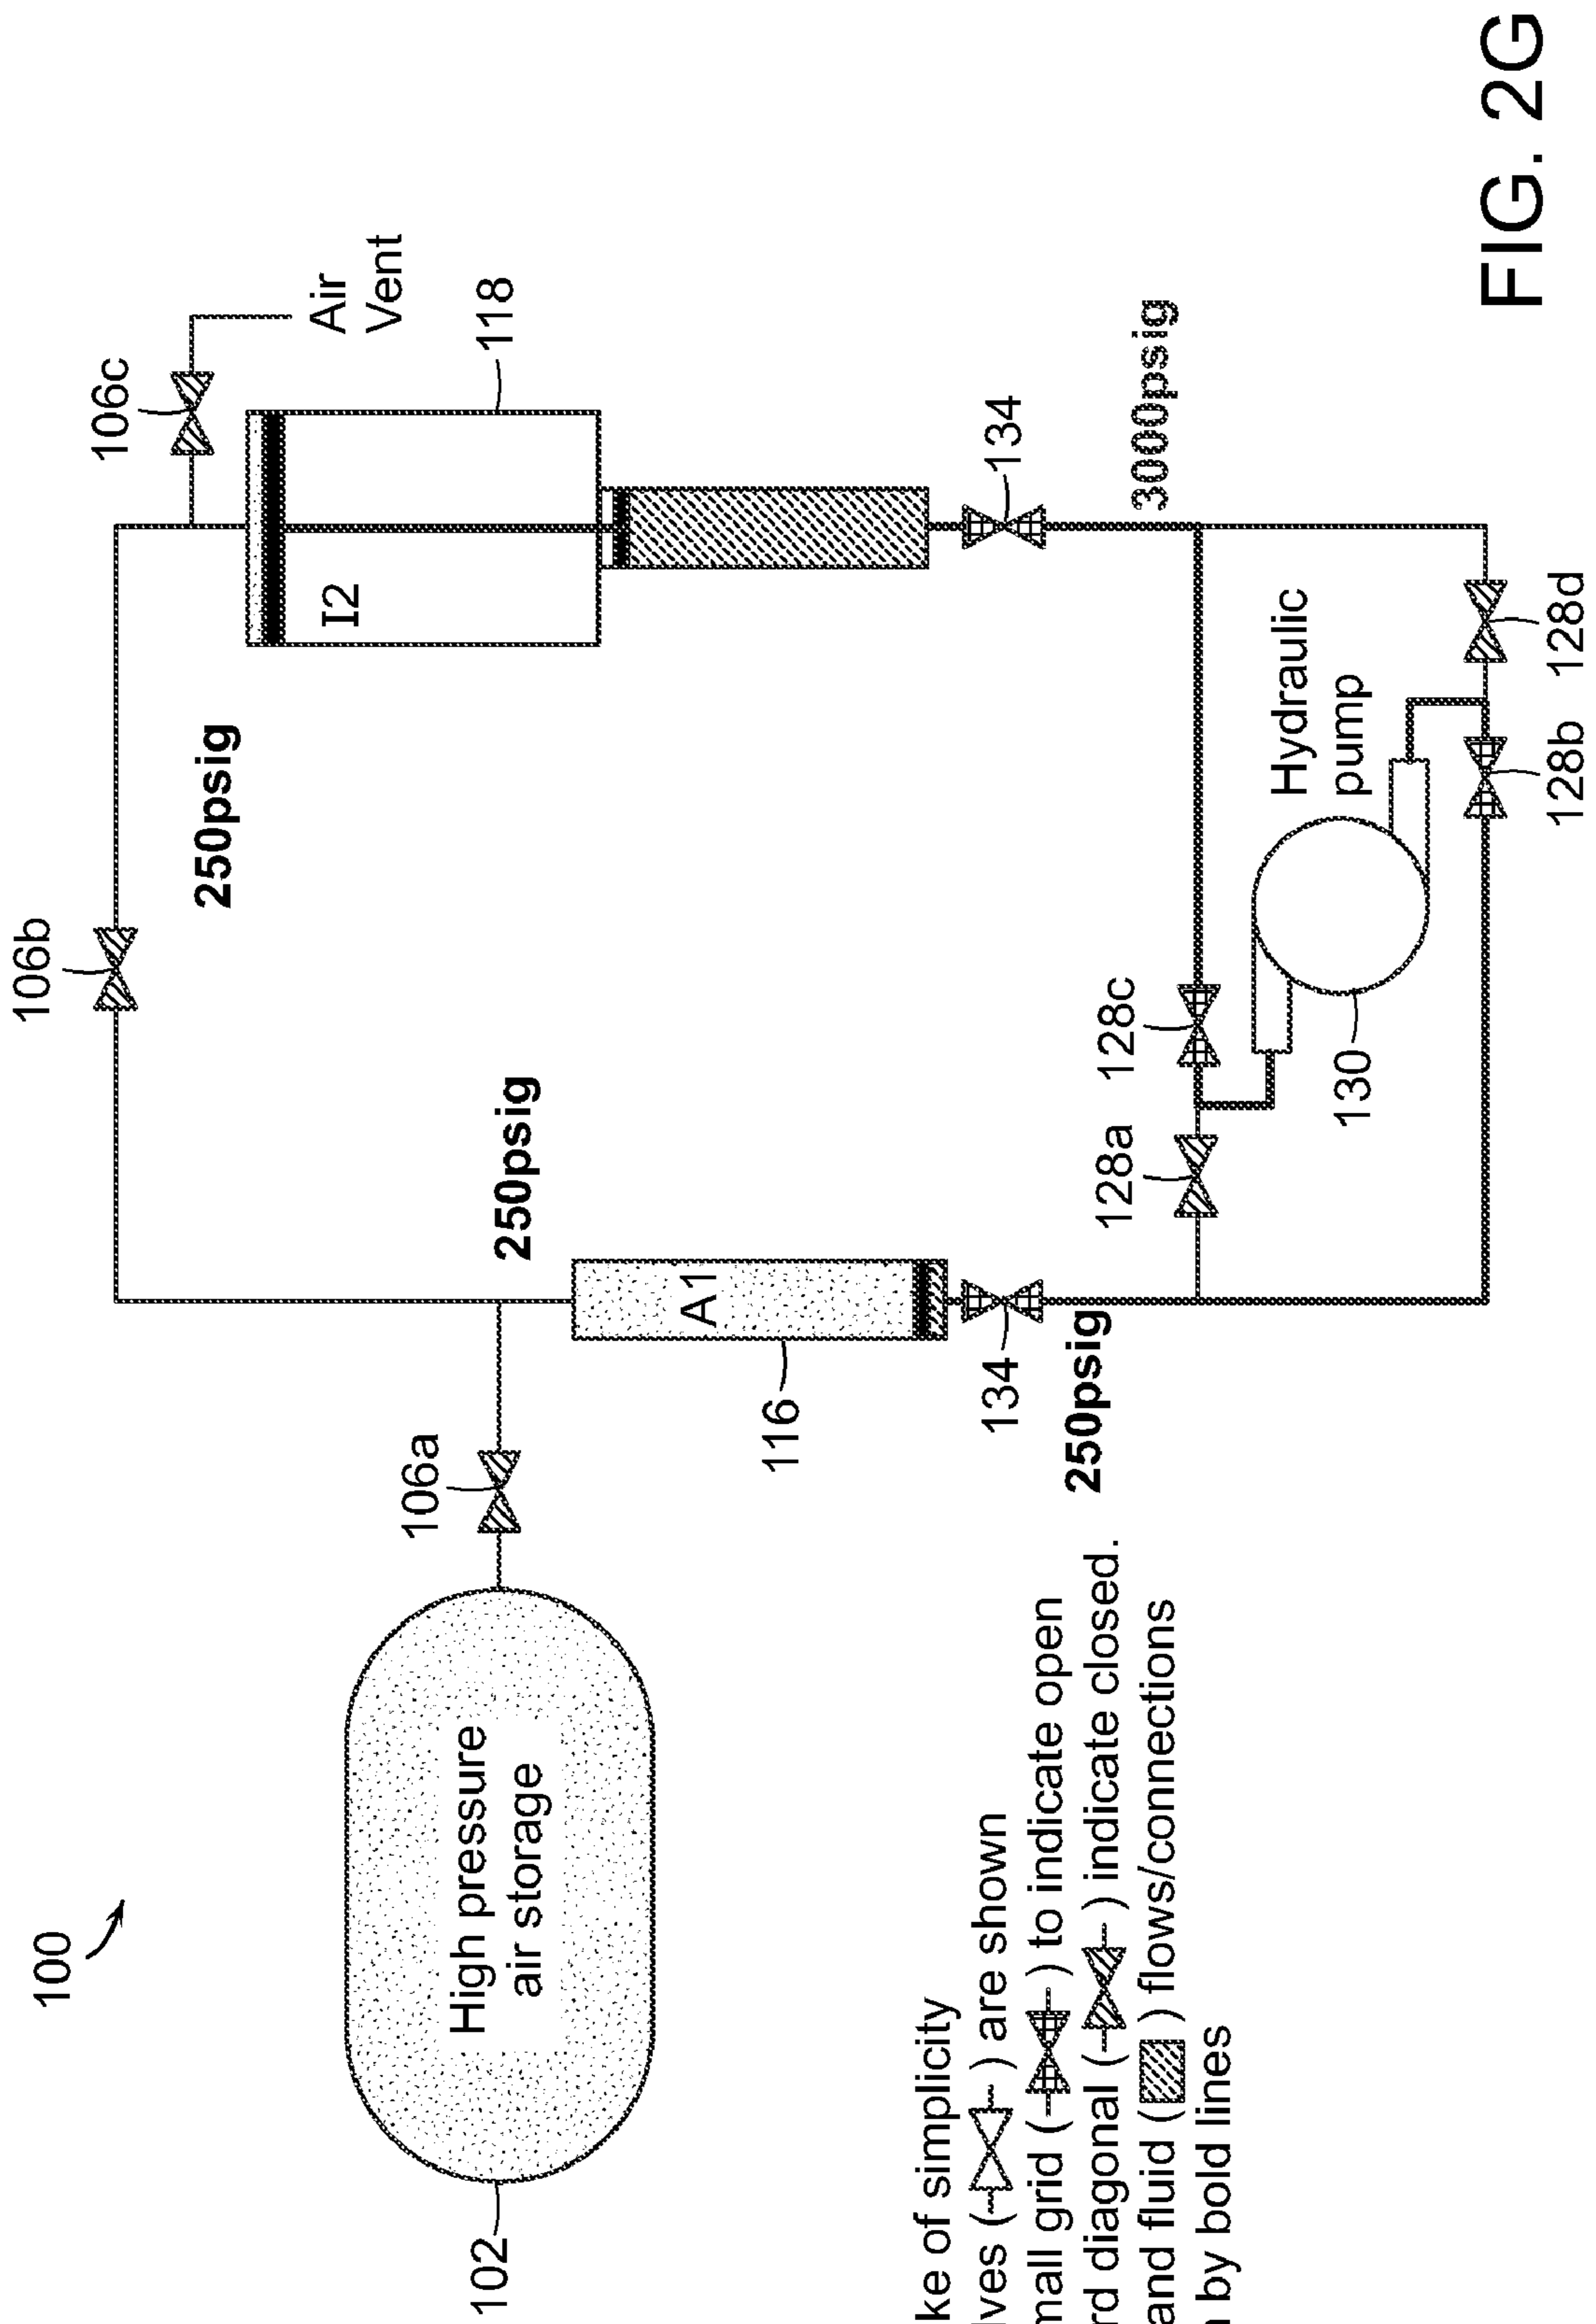 100
106b
106c
250psig
Air
Vent
I2
118
106a
High pressure
air storage
102
250psig
A1
116
134
134
250psig
3000psig
128a
128c
Hydraulic
pump
130
128b
128d
ke of simplicity
ves ( ) are shown
mall grid ( ) to indicate open
rd diagonal ( ) indicate closed.
and fluid ( ) flows/connections
by bold lines
FIG. 2G